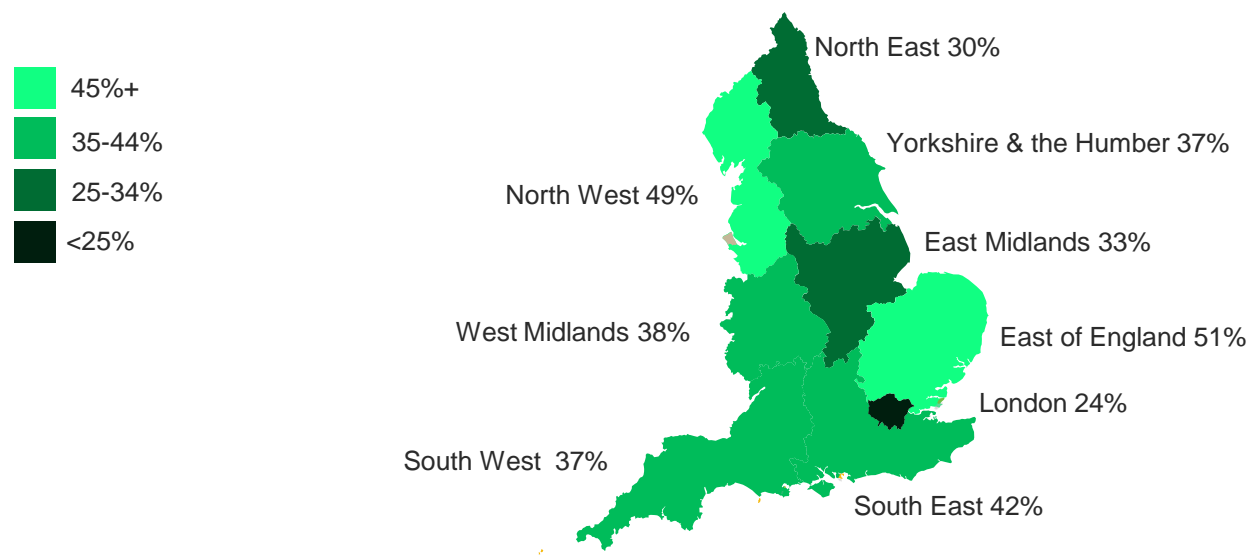 45%+
35-44%
25-34%
<25%
North East 30%
Yorkshire & the Humber 37%
North West 49%
East Midlands 33%
West Midlands 38%
East of England 51%
London 24%
South West  37%
South East 42%